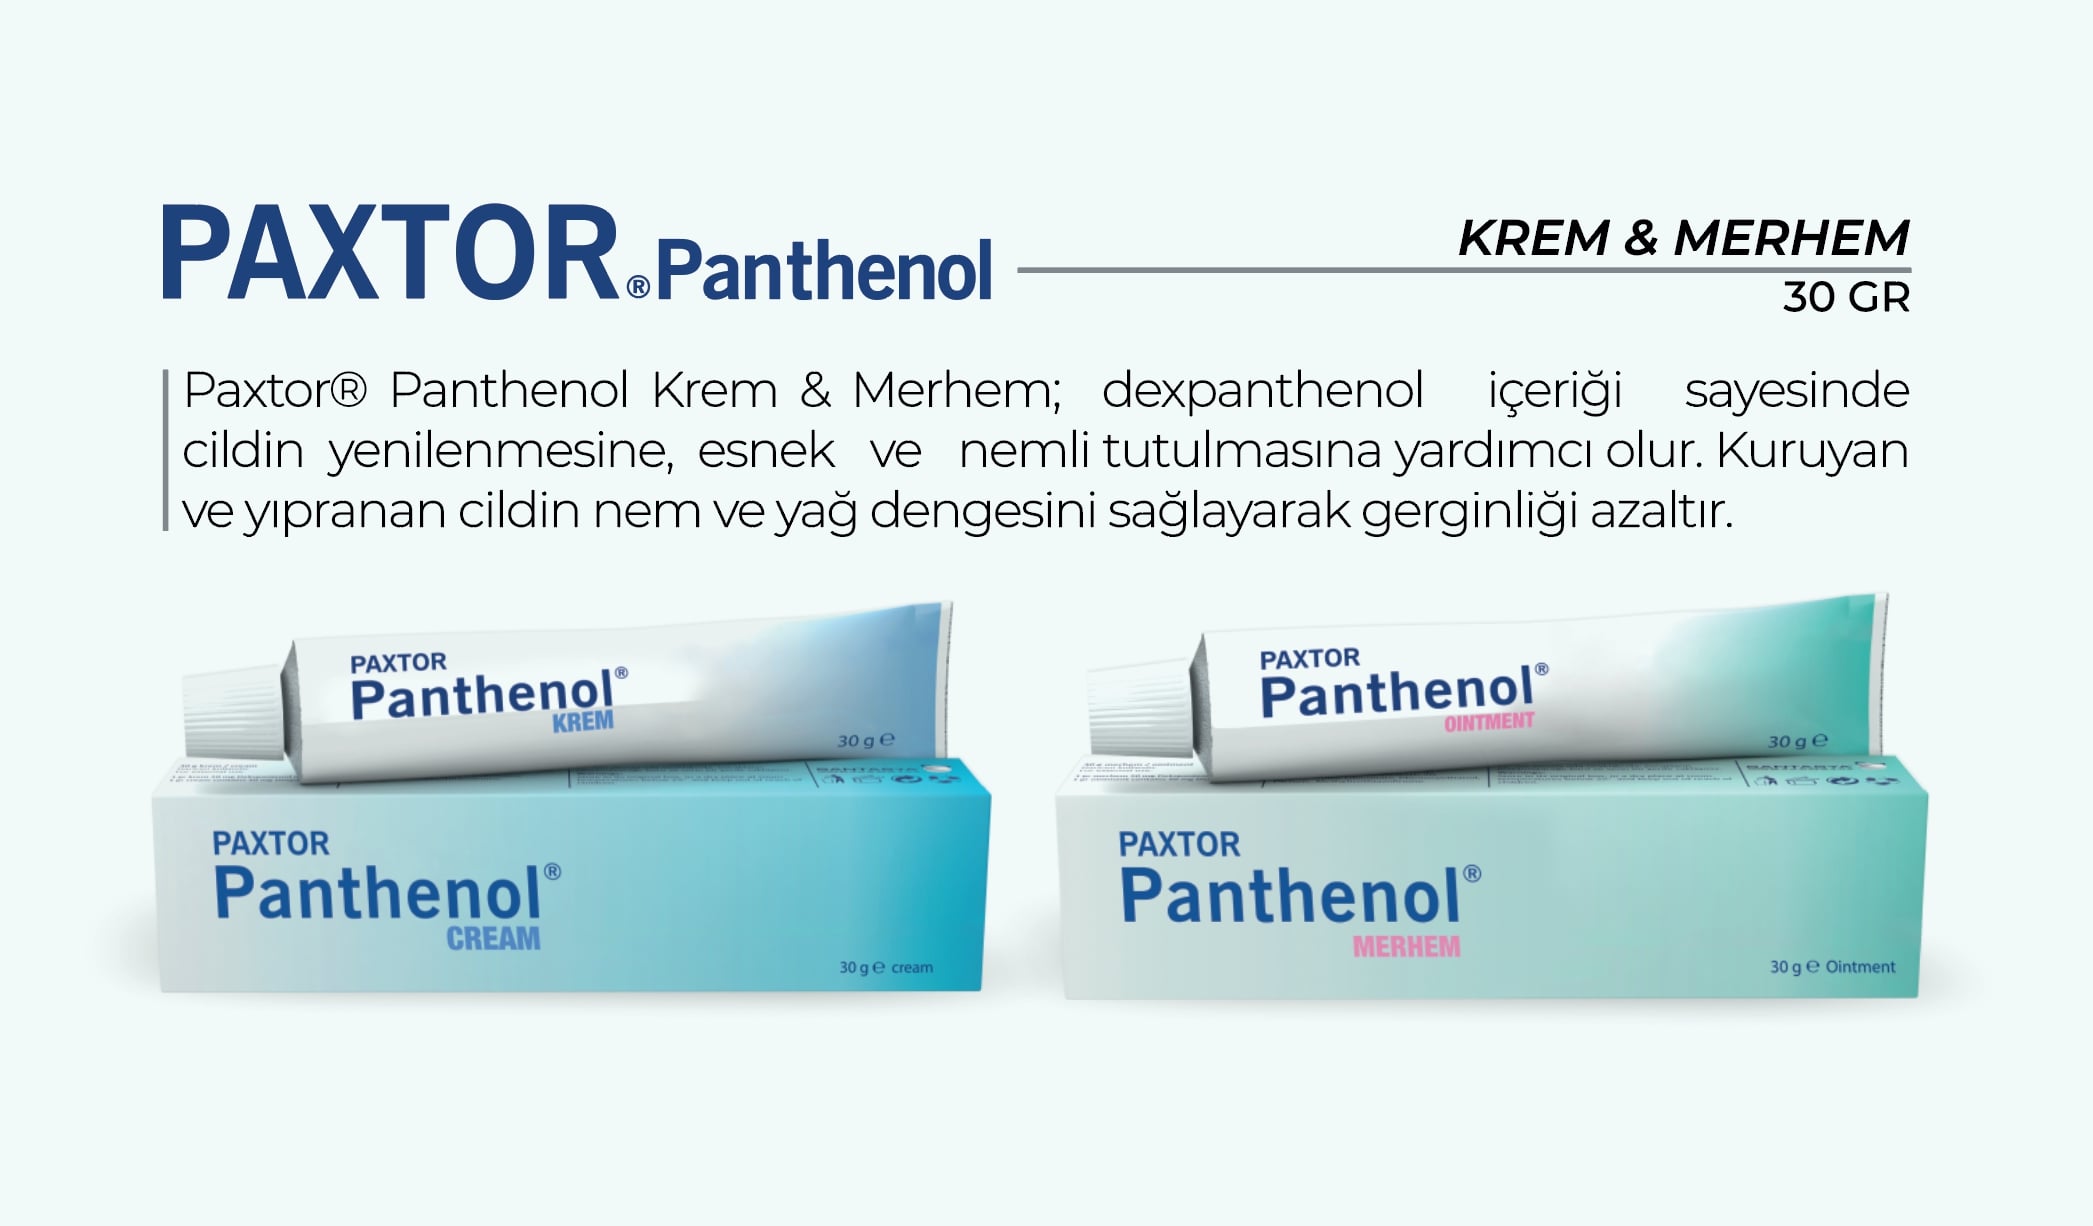 PAXTOR® Panthenol
KREM & MERHEM
30 GR
Paxtor® Panthenol Krem & Merhem; dexpanthenol içeriği sayesinde
cildin yenilenmesine, esnek ve nemli tutulmasına yardımcı olur. Kuruyan
ve yıpranan cildin nem ve yağ dengesini sağlayarak gerginliği azaltır.
PAXTOR
Panthenol®
KREM
30 g ℮
PAXTOR
Panthenol®
CREAM
30 g ℮ cream
PAXTOR
Panthenol®
OINTMENT
30 g ℮
PAXTOR
Panthenol®
MERHEM
30 g ℮ Ointment